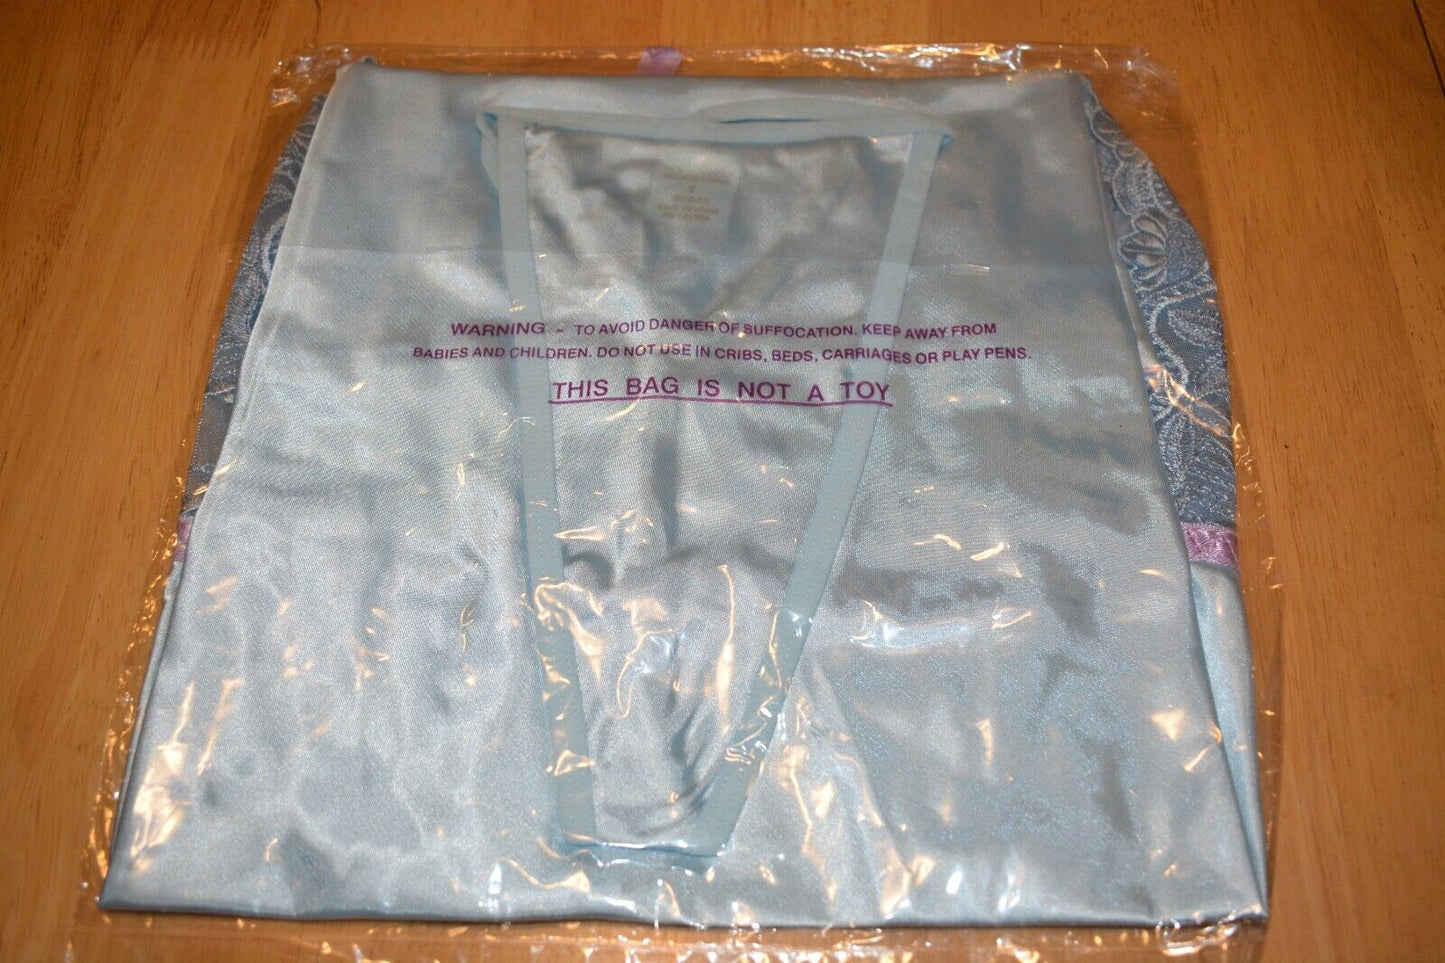 WARNING - TO AVOID DANGER OF SUFFOCATION. KEEP AWAY FROM
BABIES AND CHILDREN. DO NOT USE IN CRIBS, BEDS, CARRIAGES OR PLAY PENS.
THIS BAG IS NOT A TOY